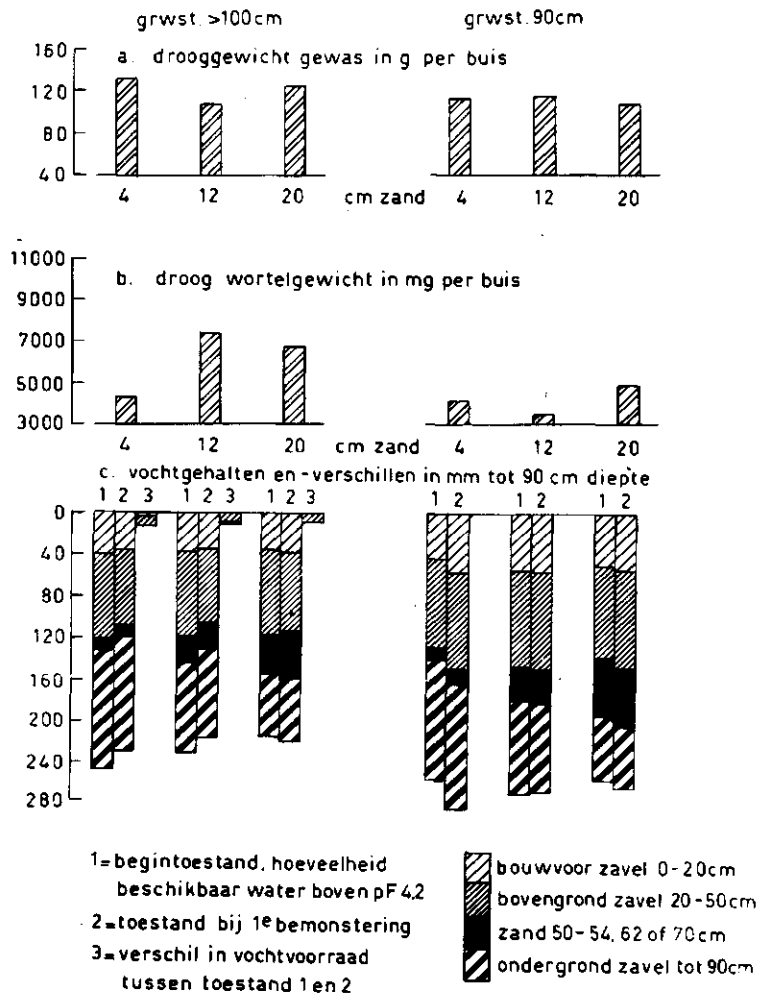 grwst. >100cm grwst. 90cm
a. drooggewicht gewas in g per buis
160
120
80
40
4 12 20 cm zand 4 12 20
b. droog wortelgewicht in mg per buis
11000
9000
7000
5000
3000
4 12 20 cm zand 4 12 20
c. vochtgehalten en -verschillen in mm tot 90 cm diepte
1 2 3 1 2 3 1 2 3 1 2 1 2 1 2
0
40
80
120
160
200
240
280
1=begintoestand, hoeveelheid
beschikbaar water boven pF 4,2
2=toestand bij 1e bemonstering
3=verschil in vochtvoorraad
tussen toestand 1 en 2
bouwvoor zavel 0-20cm
bovengrond zavel 20-50cm
zand 50-54, 62 of 70cm
ondergrond zavel tot 90cm